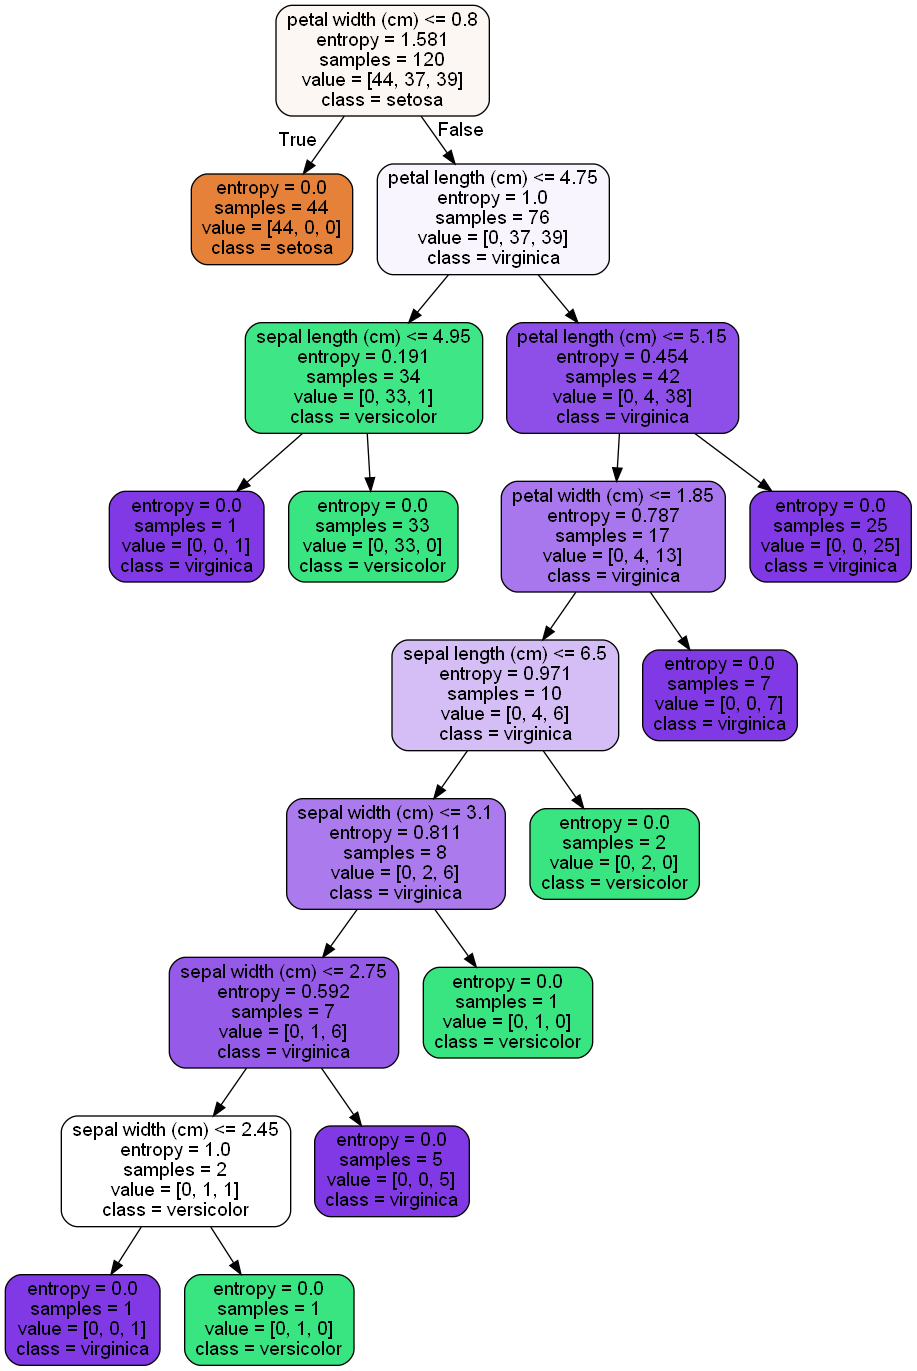 petal width (cm) <= 0.8
entropy = 1.581
samples = 120
value = [44, 37, 39]
class = setosa
True
False
entropy = 0.0
samples = 44
value = [44, 0, 0]
class = setosa
petal length (cm) <= 4.75
entropy = 1.0
samples = 76
value = [0, 37, 39]
class = virginica
sepal length (cm) <= 4.95
entropy = 0.191
samples = 34
value = [0, 33, 1]
class = versicolor
petal length (cm) <= 5.15
entropy = 0.454
samples = 42
value = [0, 4, 38]
class = virginica
entropy = 0.0
samples = 1
value = [0, 0, 1]
class = virginica
entropy = 0.0
samples = 33
value = [0, 33, 0]
class = versicolor
petal width (cm) <= 1.85
entropy = 0.787
samples = 17
value = [0, 4, 13]
class = virginica
entropy = 0.0
samples = 25
value = [0, 0, 25]
class = virginica
sepal length (cm) <= 6.5
entropy = 0.971
samples = 10
value = [0, 4, 6]
class = virginica
entropy = 0.0
samples = 7
value = [0, 0, 7]
class = virginica
sepal width (cm) <= 3.1
entropy = 0.811
samples = 8
value = [0, 2, 6]
class = virginica
entropy = 0.0
samples = 2
value = [0, 2, 0]
class = versicolor
sepal width (cm) <= 2.75
entropy = 0.592
samples = 7
value = [0, 1, 6]
class = virginica
entropy = 0.0
samples = 1
value = [0, 1, 0]
class = versicolor
sepal width (cm) <= 2.45
entropy = 1.0
samples = 2
value = [0, 1, 1]
class = versicolor
entropy = 0.0
samples = 5
value = [0, 0, 5]
class = virginica
entropy = 0.0
samples = 1
value = [0, 0, 1]
class = virginica
entropy = 0.0
samples = 1
value = [0, 1, 0]
class = versicolor